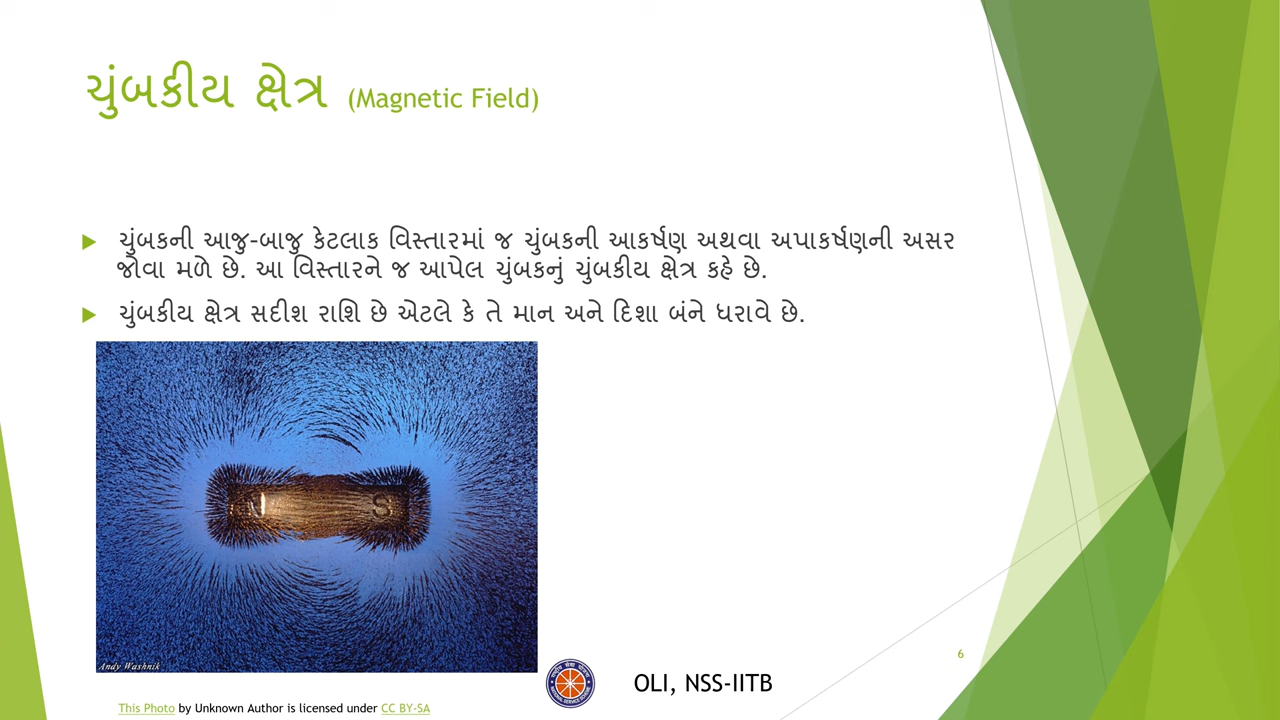 ચુંબકીય ક્ષેત્ર (Magnetic Field)
ચુંબકની આજુ-બાજુ કેટલાક વિસ્તારમાં જ ચુંબકની આકર્ષણ અથવા અપાકર્ષણની અસર
જોવા મળે છે. આ વિસ્તારને જ આપેલ ચુંબકનું ચુંબકીય ક્ષેત્ર કહે છે.
ચુંબકીય ક્ષેત્ર સદીશ રાશિ છે એટલે કે તે માન અને દિશા બંને ધરાવે છે.
N S
Andy Washnik
6
OLI, NSS-IITB
This Photo by Unknown Author is licensed under CC BY-SA